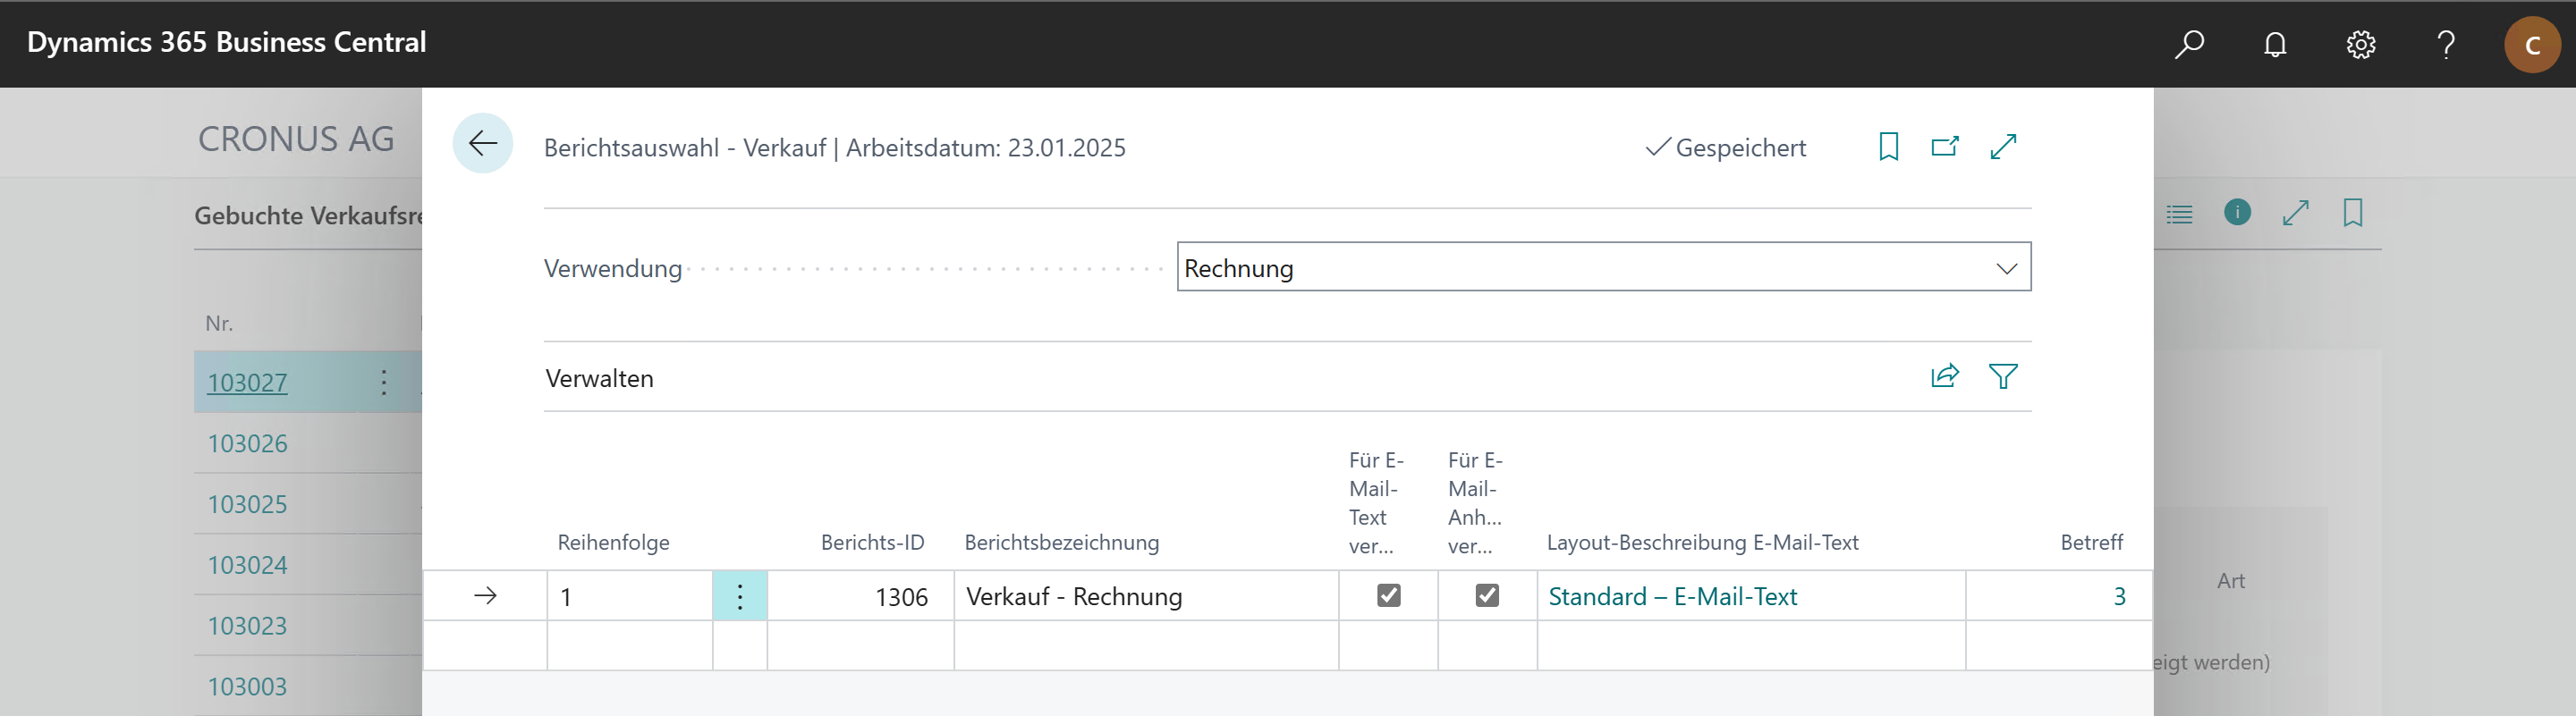 Dynamics 365 Business Central
C
CRONUS AG
Berichtsauswahl - Verkauf | Arbeitsdatum: 23.01.2025
Gespeichert
Gebuchte Verkaufsre
Verwendung
Rechnung
Nr.
Verwalten
103027
103026
103025
103024
103023
103003
Reihenfolge
Berichts-ID
Berichtsbezeichnung
Für E-
Mail-
Text
ver...
Für E-
Mail-
Anh...
ver...
Layout-Beschreibung E-Mail-Text
Betreff
1
1306
Verkauf - Rechnung
Standard – E-Mail-Text
3
Art
eigt werden)